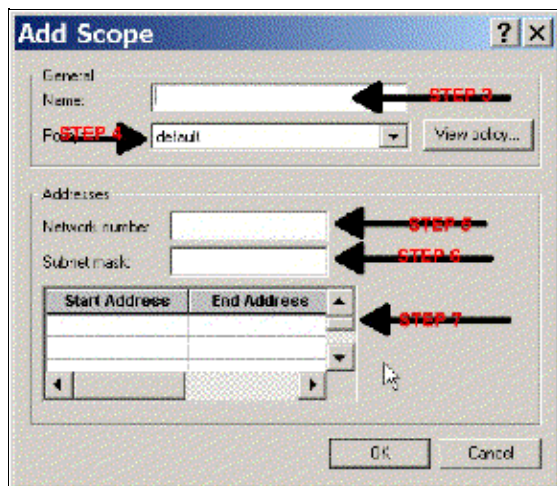 Add Scope
General
Name: STEP 3
STEP 4 default View policy...
Addresses
Network number: STEP 5
Subnet mask: STEP 6
Start Address End Address
STEP 7
OK Cancel